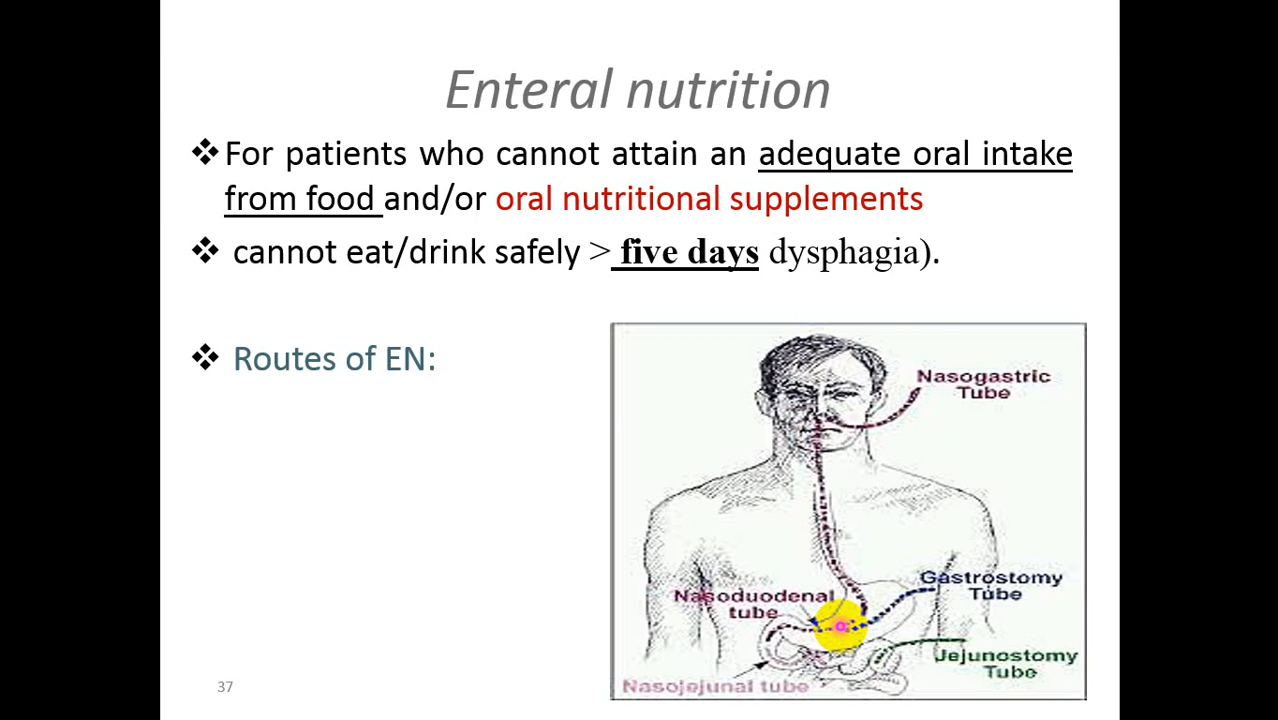 Enteral nutrition
❖For patients who cannot attain an adequate oral intake
from food and/or oral nutritional supplements
❖ cannot eat/drink safely > five days dysphagia).
❖ Routes of EN:
Nasogastric
Tube
Gastrostomy
Tube
Nasoduodenal
tube
Jejunostomy
Tube
Nasojejunal tube
37